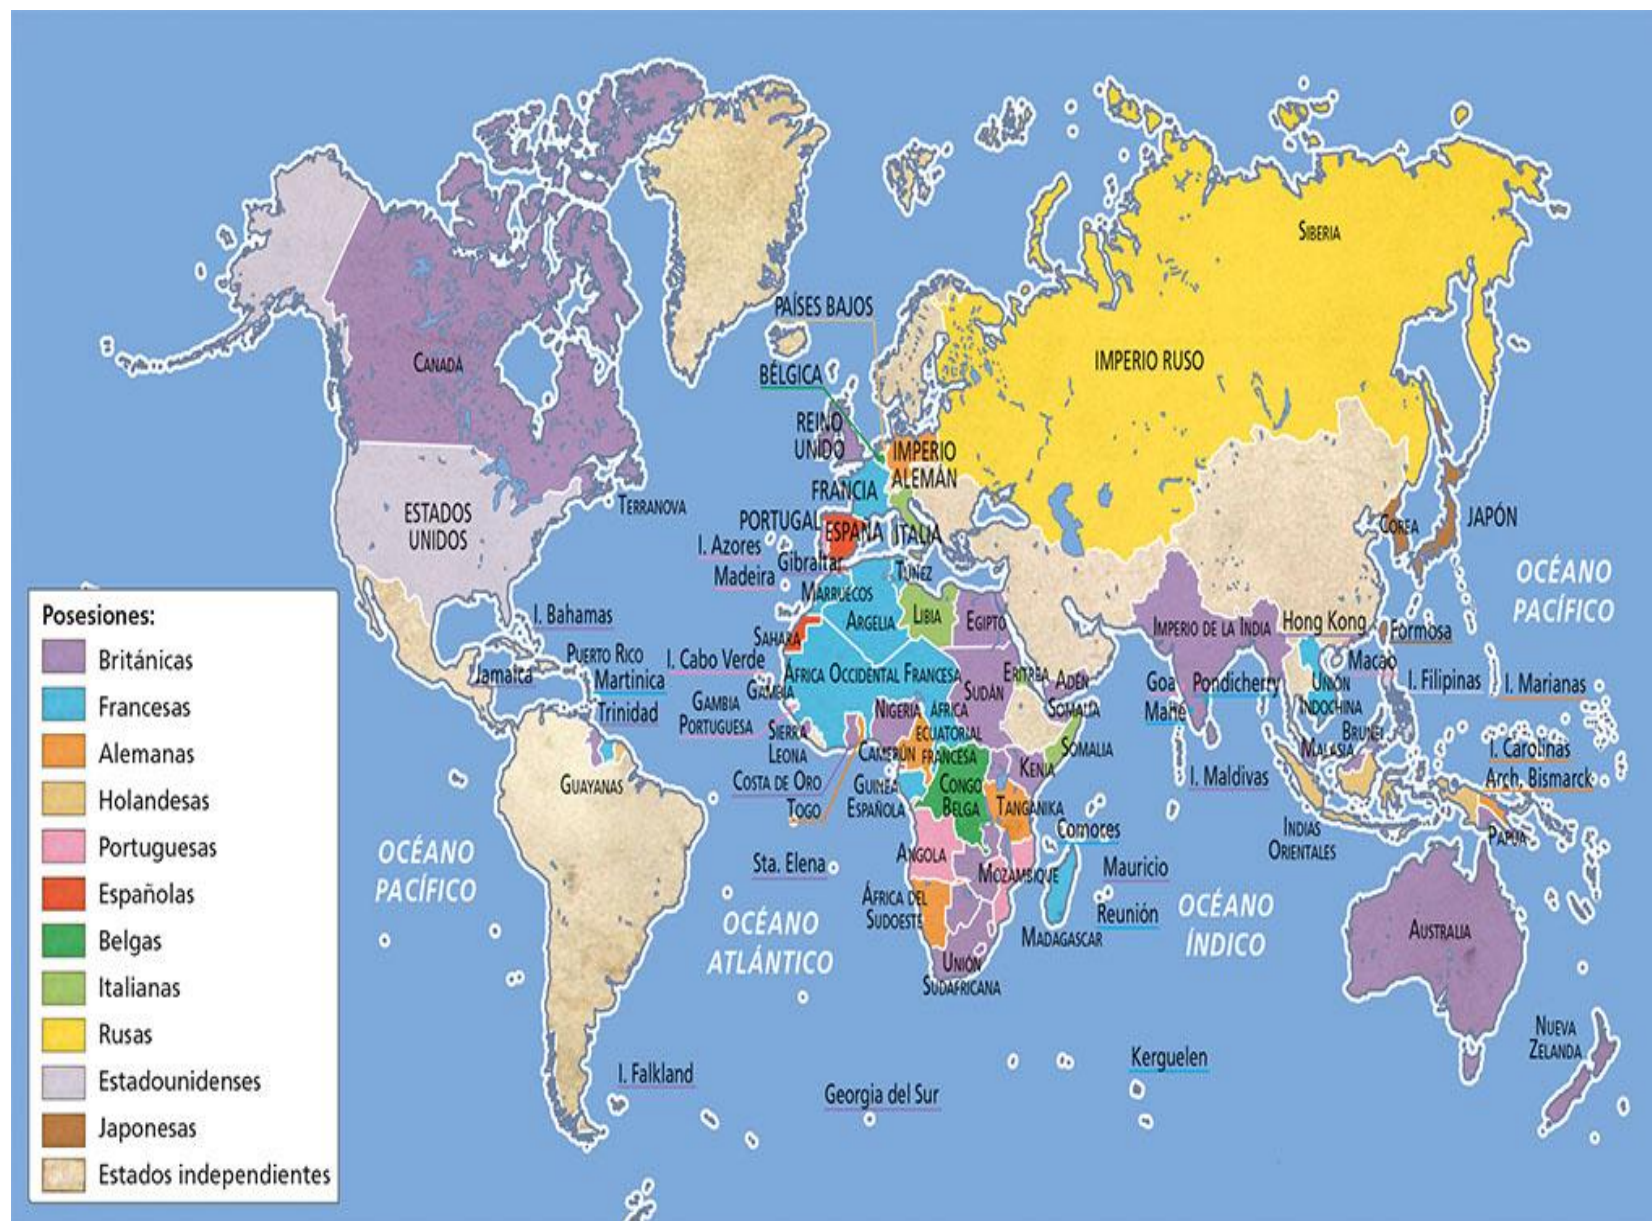 SIBERIA
PAÍSES BAJOS
IMPERIO RUSO
CANADÁ
BÉLGICA
REINO
UNIDO
IMPERIO
ALEMÁN
FRANCIA
TERRANOVA
ESTADOS
UNIDOS
PORTUGAL
ESPAÑA
ITALIA
COREA
JAPÓN
I. Azores
Gibraltar
Madeira
TÚNEZ
MARRUECOS
OCÉANO
PACÍFICO
ARGELIA
LIBIA
EGIPTO
IMPERIO DE LA INDIA
Hong Kong
Formosa
I. Bahamas
SAHARA
PUERTO RICO
Jamaica
Martinica
Trinidad
I. Cabo Verde
ÁFRICA OCCIDENTAL FRANCESA
SUDÁN
ERITREA
ADÉN
SOMALIA
Macao
Goa
Pondicherry
Mahé
UNIÓN
INDOCHINA
I. Filipinas
I. Marianas
GAMBIA
GAMBIA
PORTUGUESA
SIERRA
LEONA
NIGERIA
ÁFRICA
ECUATORIAL
FRANCESA
CAMERÚN
SOMALIA
KENIA
BRUNEI
MALASIA
I. Carolinas
Arch. Bismarck
I. Maldivas
COSTA DE ORO
TOGO
GUINEA
ESPAÑOLA
CONGO
BELGA
TANGANIKA
GUAYANAS
Comores
INDIAS
ORIENTALES
PAPÚA
OCÉANO
PACÍFICO
Sta. Elena
ANGOLA
MOZAMBIQUE
Mauricio
ÁFRICA DEL
SUDOESTE
Reunión
OCÉANO
ATLÁNTICO
OCÉANO
ÍNDICO
MADAGASCAR
AUSTRALIA
UNIÓN
SUDAFRICANA
NUEVA
ZELANDA
Kerguelen
I. Falkland
Georgia del Sur
Posesiones:
Británicas
Francesas
Alemanas
Holandesas
Portuguesas
Españolas
Belgas
Italianas
Rusas
Estadounidenses
Japonesas
Estados independientes